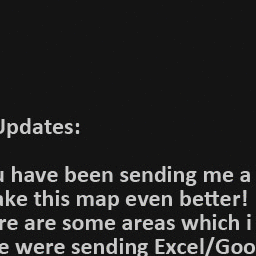 Updates:
u have been sending me a
ake this map even better!
re are some areas which i
e were sending Excel/Goo